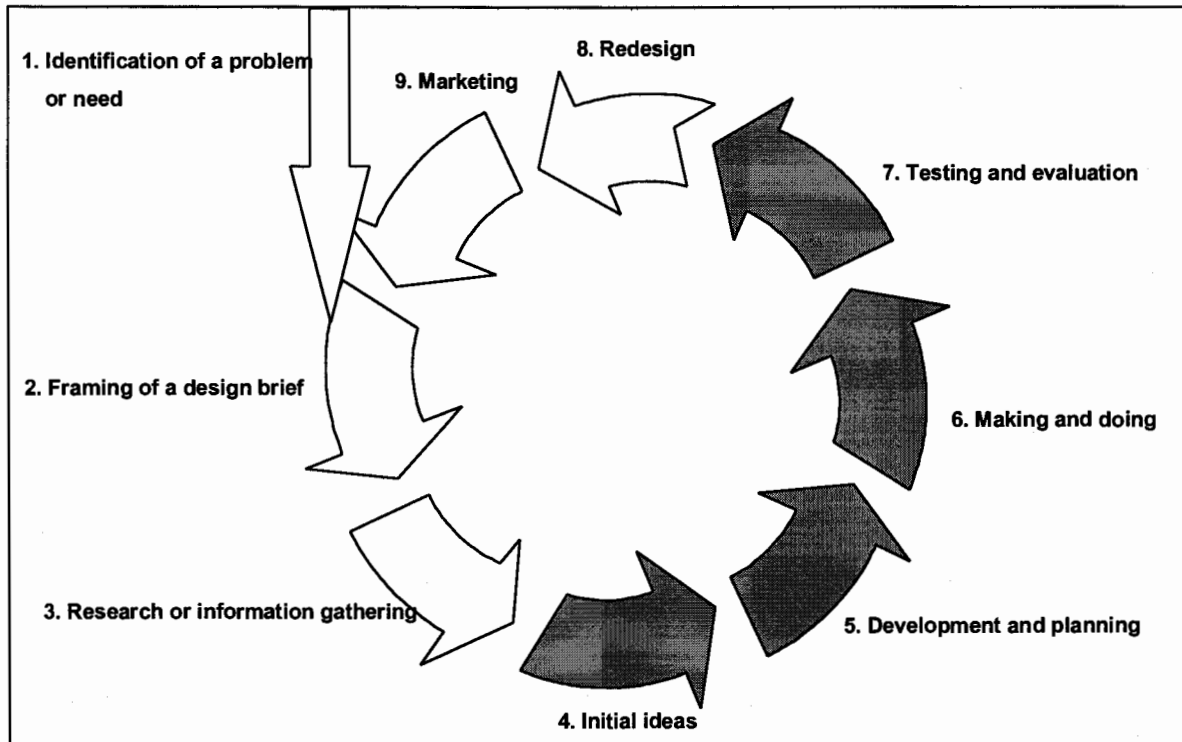 1. Identification of a problem
or need
2. Framing of a design brief
3. Research or information gathering
4. Initial ideas
5. Development and planning
6. Making and doing
7. Testing and evaluation
8. Redesign
9. Marketing